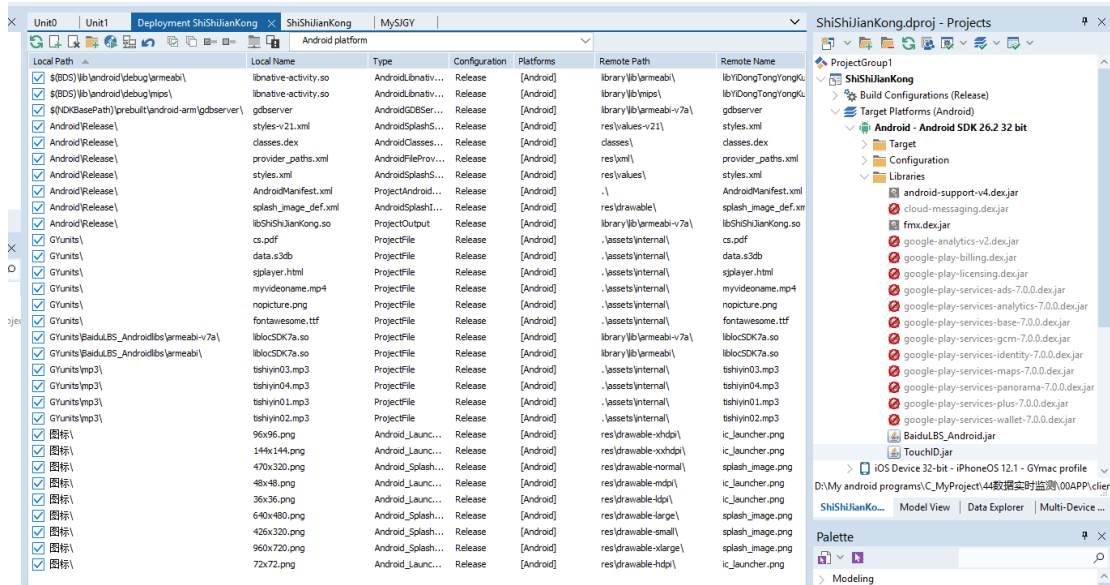 Unit0 Unit1 Deployment ShiShiJianKong ShiShiJianKong MySJGY
Android platform
Local Path Local Name Type Configuration Platforms Remote Path Remote Name
$(BDS)\lib\android\debug\armeabi\ libnative-activity.so AndroidLibnativ... Release [Android] library\lib\armeabi\ libYiDongTongYongKu
$(BDS)\lib\android\debug\mips\ libnative-activity.so AndroidLibnativ... Release [Android] library\lib\mips\ libYiDongTongYongKu
$(NDKBasePath)\prebuilt\android-arm\gdbserver\ gdbserver AndroidGDBSer... Release [Android] library\lib\armeabi-v7a\ gdbserver
Android\Release\ styles-v21.xml AndroidSplashS... Release [Android] res\values-v21\ styles.xml
Android\Release\ classes.dex AndroidClasses... Release [Android] classes\ classes.dex
Android\Release\ provider_paths.xml AndroidFileProv... Release [Android] res\xml\ provider_paths.xml
Android\Release\ styles.xml AndroidSplashS... Release [Android] res\values\ styles.xml
Android\Release\ AndroidManifest.xml ProjectAndroid... Release [Android] .\ AndroidManifest.xml
Android\Release\ splash_image_def.xml AndroidSplashI... Release [Android] res\drawable\ splash_image_def.xm
Android\Release\ libShiShiJianKong.so ProjectOutput Release [Android] library\lib\armeabi-v7a\ libShiShiJianKong.so
GYunits\ cs.pdf ProjectFile Release [Android] .\assets\internal\ cs.pdf
GYunits\ data.s3db ProjectFile Release [Android] .\assets\internal\ data.s3db
GYunits\ sjplayer.html ProjectFile Release [Android] .\assets\internal\ sjplayer.html
GYunits\ myvideoname.mp4 ProjectFile Release [Android] .\assets\internal\ myvideoname.mp4
GYunits\ nopicture.png ProjectFile Release [Android] .\assets\internal\ nopicture.png
GYunits\ fontawesome.ttf ProjectFile Release [Android] .\assets\internal\ fontawesome.ttf
GYunits\BaiduLBS_Androidlibs\armeabi-v7a\ liblocSDK7a.so ProjectFile Release [Android] library\lib\armeabi-v7a\ liblocSDK7a.so
GYunits\BaiduLBS_Androidlibs\armeabi\ liblocSDK7a.so ProjectFile Release [Android] library\lib\armeabi\ liblocSDK7a.so
GYunits\mp3\ tishiyin03.mp3 ProjectFile Release [Android] .\assets\internal\ tishiyin03.mp3
GYunits\mp3\ tishiyin04.mp3 ProjectFile Release [Android] .\assets\internal\ tishiyin04.mp3
GYunits\mp3\ tishiyin01.mp3 ProjectFile Release [Android] .\assets\internal\ tishiyin01.mp3
GYunits\mp3\ tishiyin02.mp3 ProjectFile Release [Android] .\assets\internal\ tishiyin02.mp3
图标\ 96x96.png Android_Launc... Release [Android] res\drawable-xhdpi\ ic_launcher.png
图标\ 144x144.png Android_Launc... Release [Android] res\drawable-xxhdpi\ ic_launcher.png
图标\ 470x320.png Android_Splash... Release [Android] res\drawable-normal\ splash_image.png
图标\ 48x48.png Android_Launc... Release [Android] res\drawable-mdpi\ ic_launcher.png
图标\ 36x36.png Android_Launc... Release [Android] res\drawable-ldpi\ ic_launcher.png
图标\ 640x480.png Android_Splash... Release [Android] res\drawable-large\ splash_image.png
图标\ 426x320.png Android_Splash... Release [Android] res\drawable-small\ splash_image.png
图标\ 960x720.png Android_Splash... Release [Android] res\drawable-xlarge\ splash_image.png
图标\ 72x72.png Android_Launc... Release [Android] res\drawable-hdpi\ ic_launcher.png
ShiShiJianKong.dproj - Projects
ProjectGroup1
ShiShiJianKong
Build Configurations (Release)
Target Platforms (Android)
Android - Android SDK 26.2 32 bit
Target
Configuration
Libraries
android-support-v4.dex.jar
cloud-messaging.dex.jar
fmx.dex.jar
google-analytics-v2.dex.jar
google-play-billing.dex.jar
google-play-licensing.dex.jar
google-play-services-ads-7.0.0.dex.jar
google-play-services-analytics-7.0.0.dex.jar
google-play-services-base-7.0.0.dex.jar
google-play-services-gcm-7.0.0.dex.jar
google-play-services-identity-7.0.0.dex.jar
google-play-services-maps-7.0.0.dex.jar
google-play-services-panorama-7.0.0.dex.jar
google-play-services-plus-7.0.0.dex.jar
google-play-services-wallet-7.0.0.dex.jar
BaiduLBS_Android.jar
TouchID.jar
iOS Device 32-bit - iPhoneOS 12.1 - GYmac profile
D:\My android programs\C_MyProject\44数据实时监测\00APP\clien
ShiShiJianKo... Model View Data Explorer Multi-Device ...
Palette
Modeling